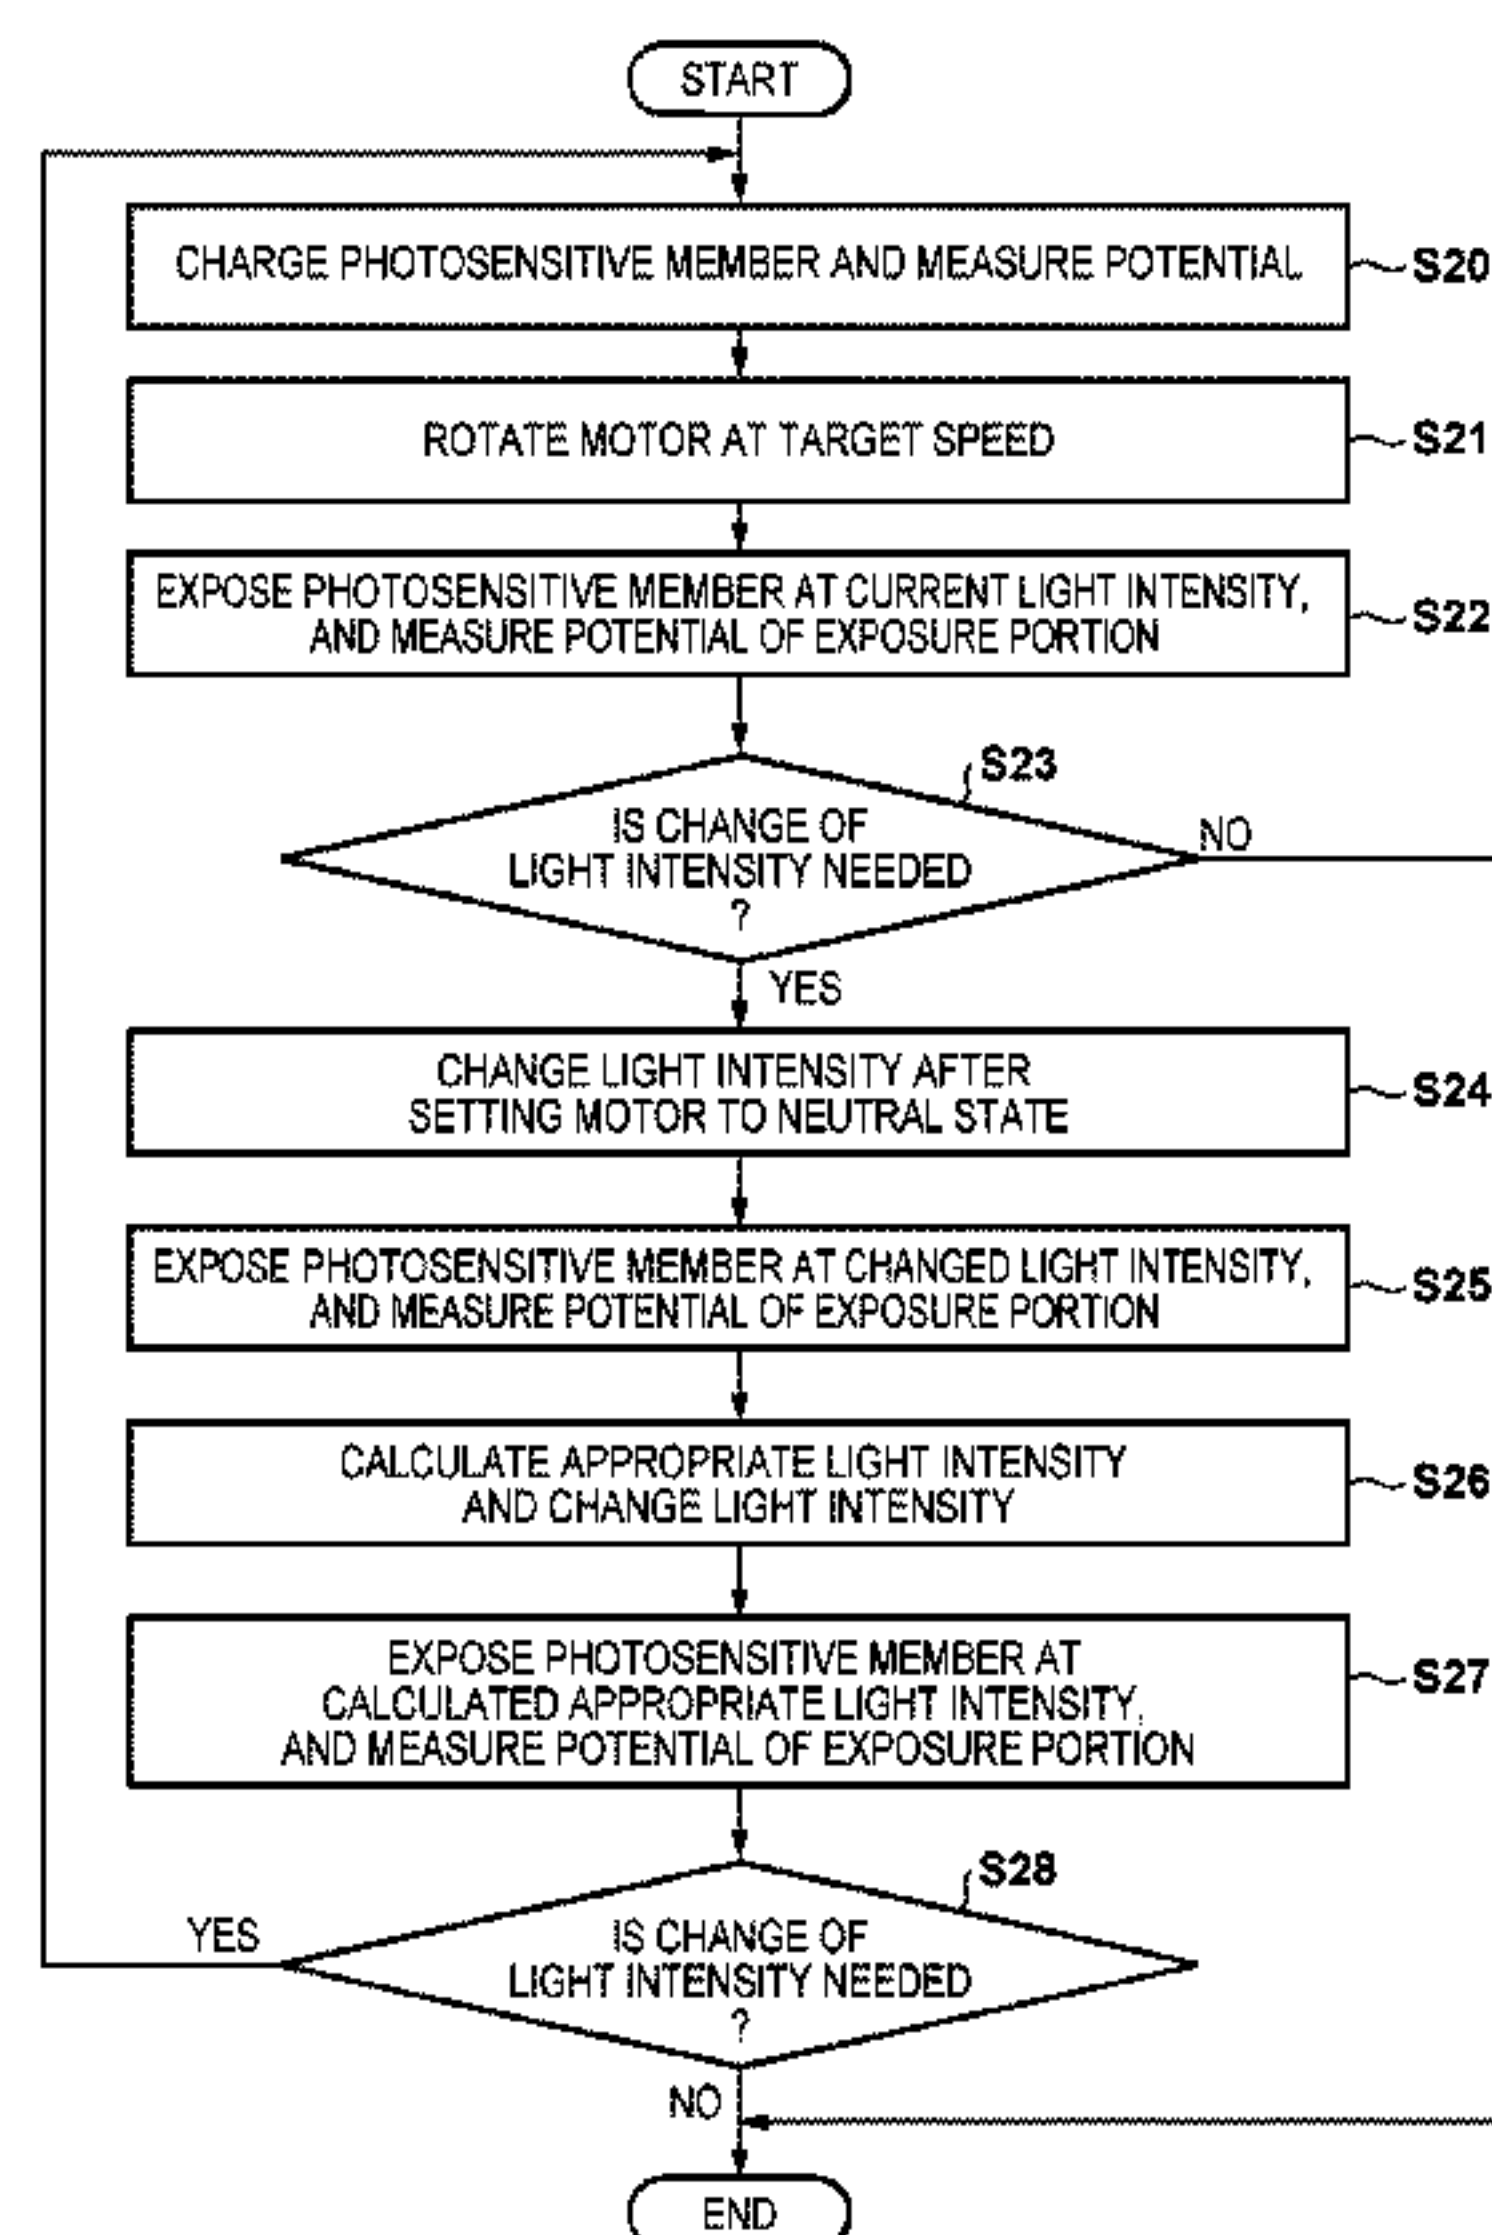 START
CHARGE PHOTOSENSITIVE MEMBER AND MEASURE POTENTIAL
S20
ROTATE MOTOR AT TARGET SPEED
S21
EXPOSE PHOTOSENSITIVE MEMBER AT CURRENT LIGHT INTENSITY,
AND MEASURE POTENTIAL OF EXPOSURE PORTION
S22
S23
IS CHANGE OF
LIGHT INTENSITY NEEDED
?
NO
YES
CHANGE LIGHT INTENSITY AFTER
SETTING MOTOR TO NEUTRAL STATE
S24
EXPOSE PHOTOSENSITIVE MEMBER AT CHANGED LIGHT INTENSITY,
AND MEASURE POTENTIAL OF EXPOSURE PORTION
S25
CALCULATE APPROPRIATE LIGHT INTENSITY
AND CHANGE LIGHT INTENSITY
S26
EXPOSE PHOTOSENSITIVE MEMBER AT
CALCULATED APPROPRIATE LIGHT INTENSITY,
AND MEASURE POTENTIAL OF EXPOSURE PORTION
S27
S28
YES
IS CHANGE OF
LIGHT INTENSITY NEEDED
?
NO
END